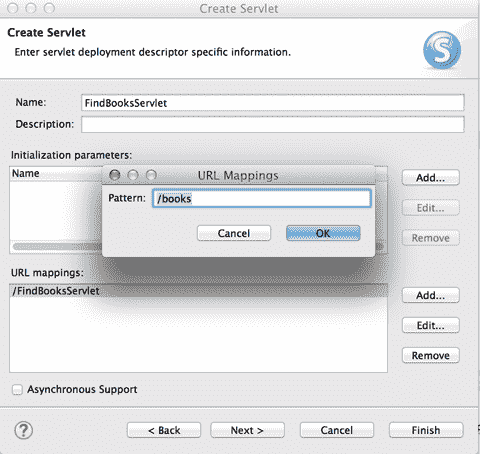 Create Servlet
Create Servlet
Enter servlet deployment descriptor specific information.
S
Name: FindBooksServlet
Description:
Initialization parameters:
Name
Add...
Edit...
Remove
URL Mappings
Pattern: /books
Cancel OK
URL mappings:
/FindBooksServlet
Add...
Edit...
Remove
Asynchronous Support
? < Back Next > Cancel Finish